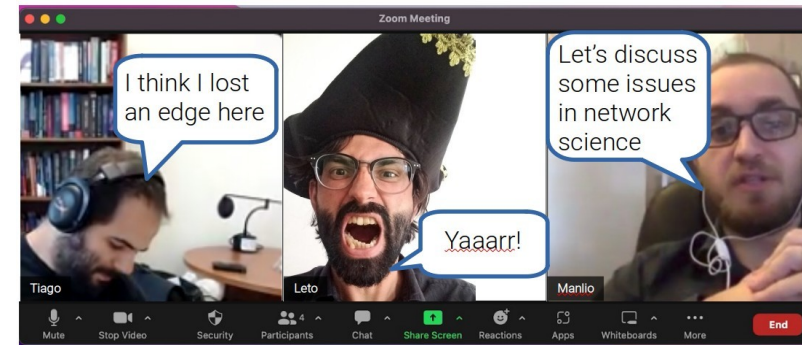 Zoom Meeting
I think I lost
an edge here
Yaaarr!
Let's discuss
some issues
in network
science
Tiago
Leto
Manlio
Mute
Stop Video
Security
4
Participants
Chat
Share Screen
Reactions
Apps
Whiteboards
More
End